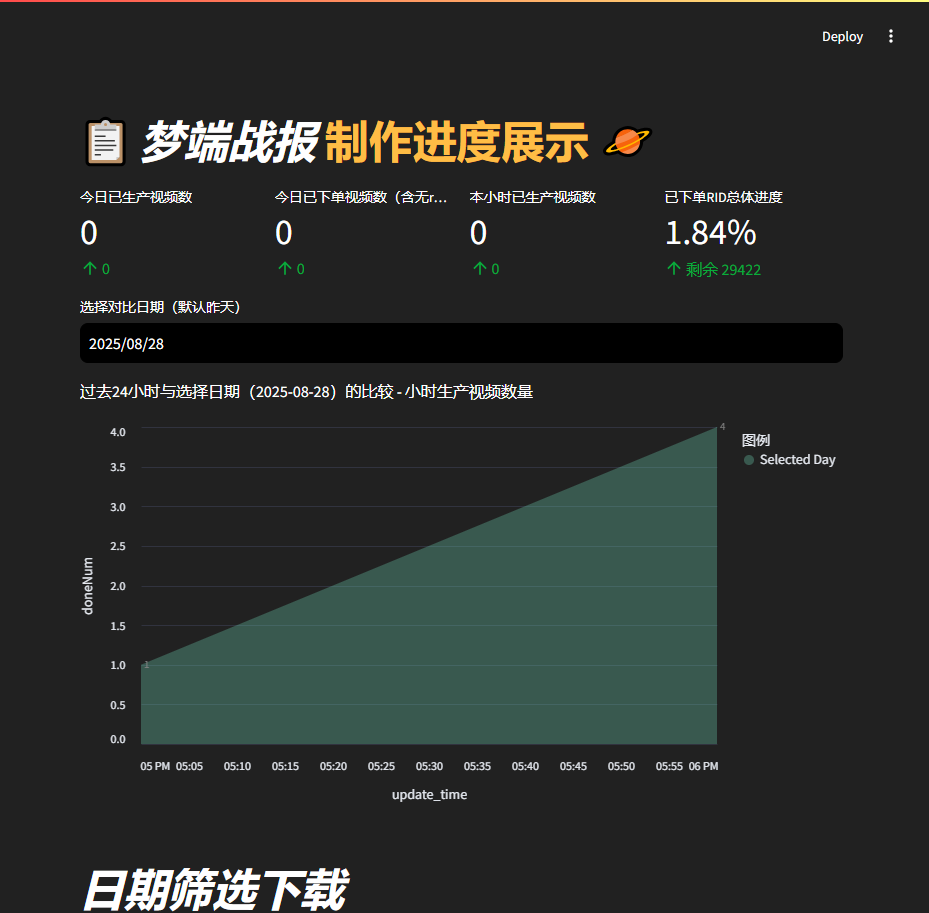 Deploy
梦端战报 制作进度展示
今日已生产视频数
0
0
今日已下单视频数（含无r...
0
0
本小时已生产视频数
0
0
已下单RID总体进度
1.84%
剩余 29422
选择对比日期（默认昨天）
2025/08/28
过去24小时与选择日期（2025-08-28）的比较 - 小时生产视频数量
4.0
3.5
3.0
2.5
2.0
1.5
1.0
0.5
0.0
doneNum
1
4
图例
Selected Day
05 PM 05:05 05:10 05:15 05:20 05:25 05:30 05:35 05:40 05:45 05:50 05:55 06 PM
update_time
日期筛选下载